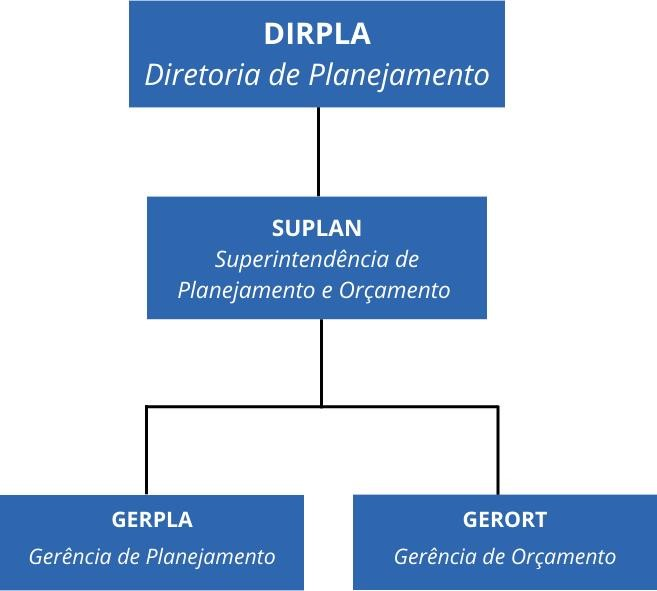 DIRPLA
Diretoria de Planejamento
SUPLAN
Superintendência de
Planejamento e Orçamento
GERPLA
Gerência de Planejamento
GERORT
Gerência de Orçamento